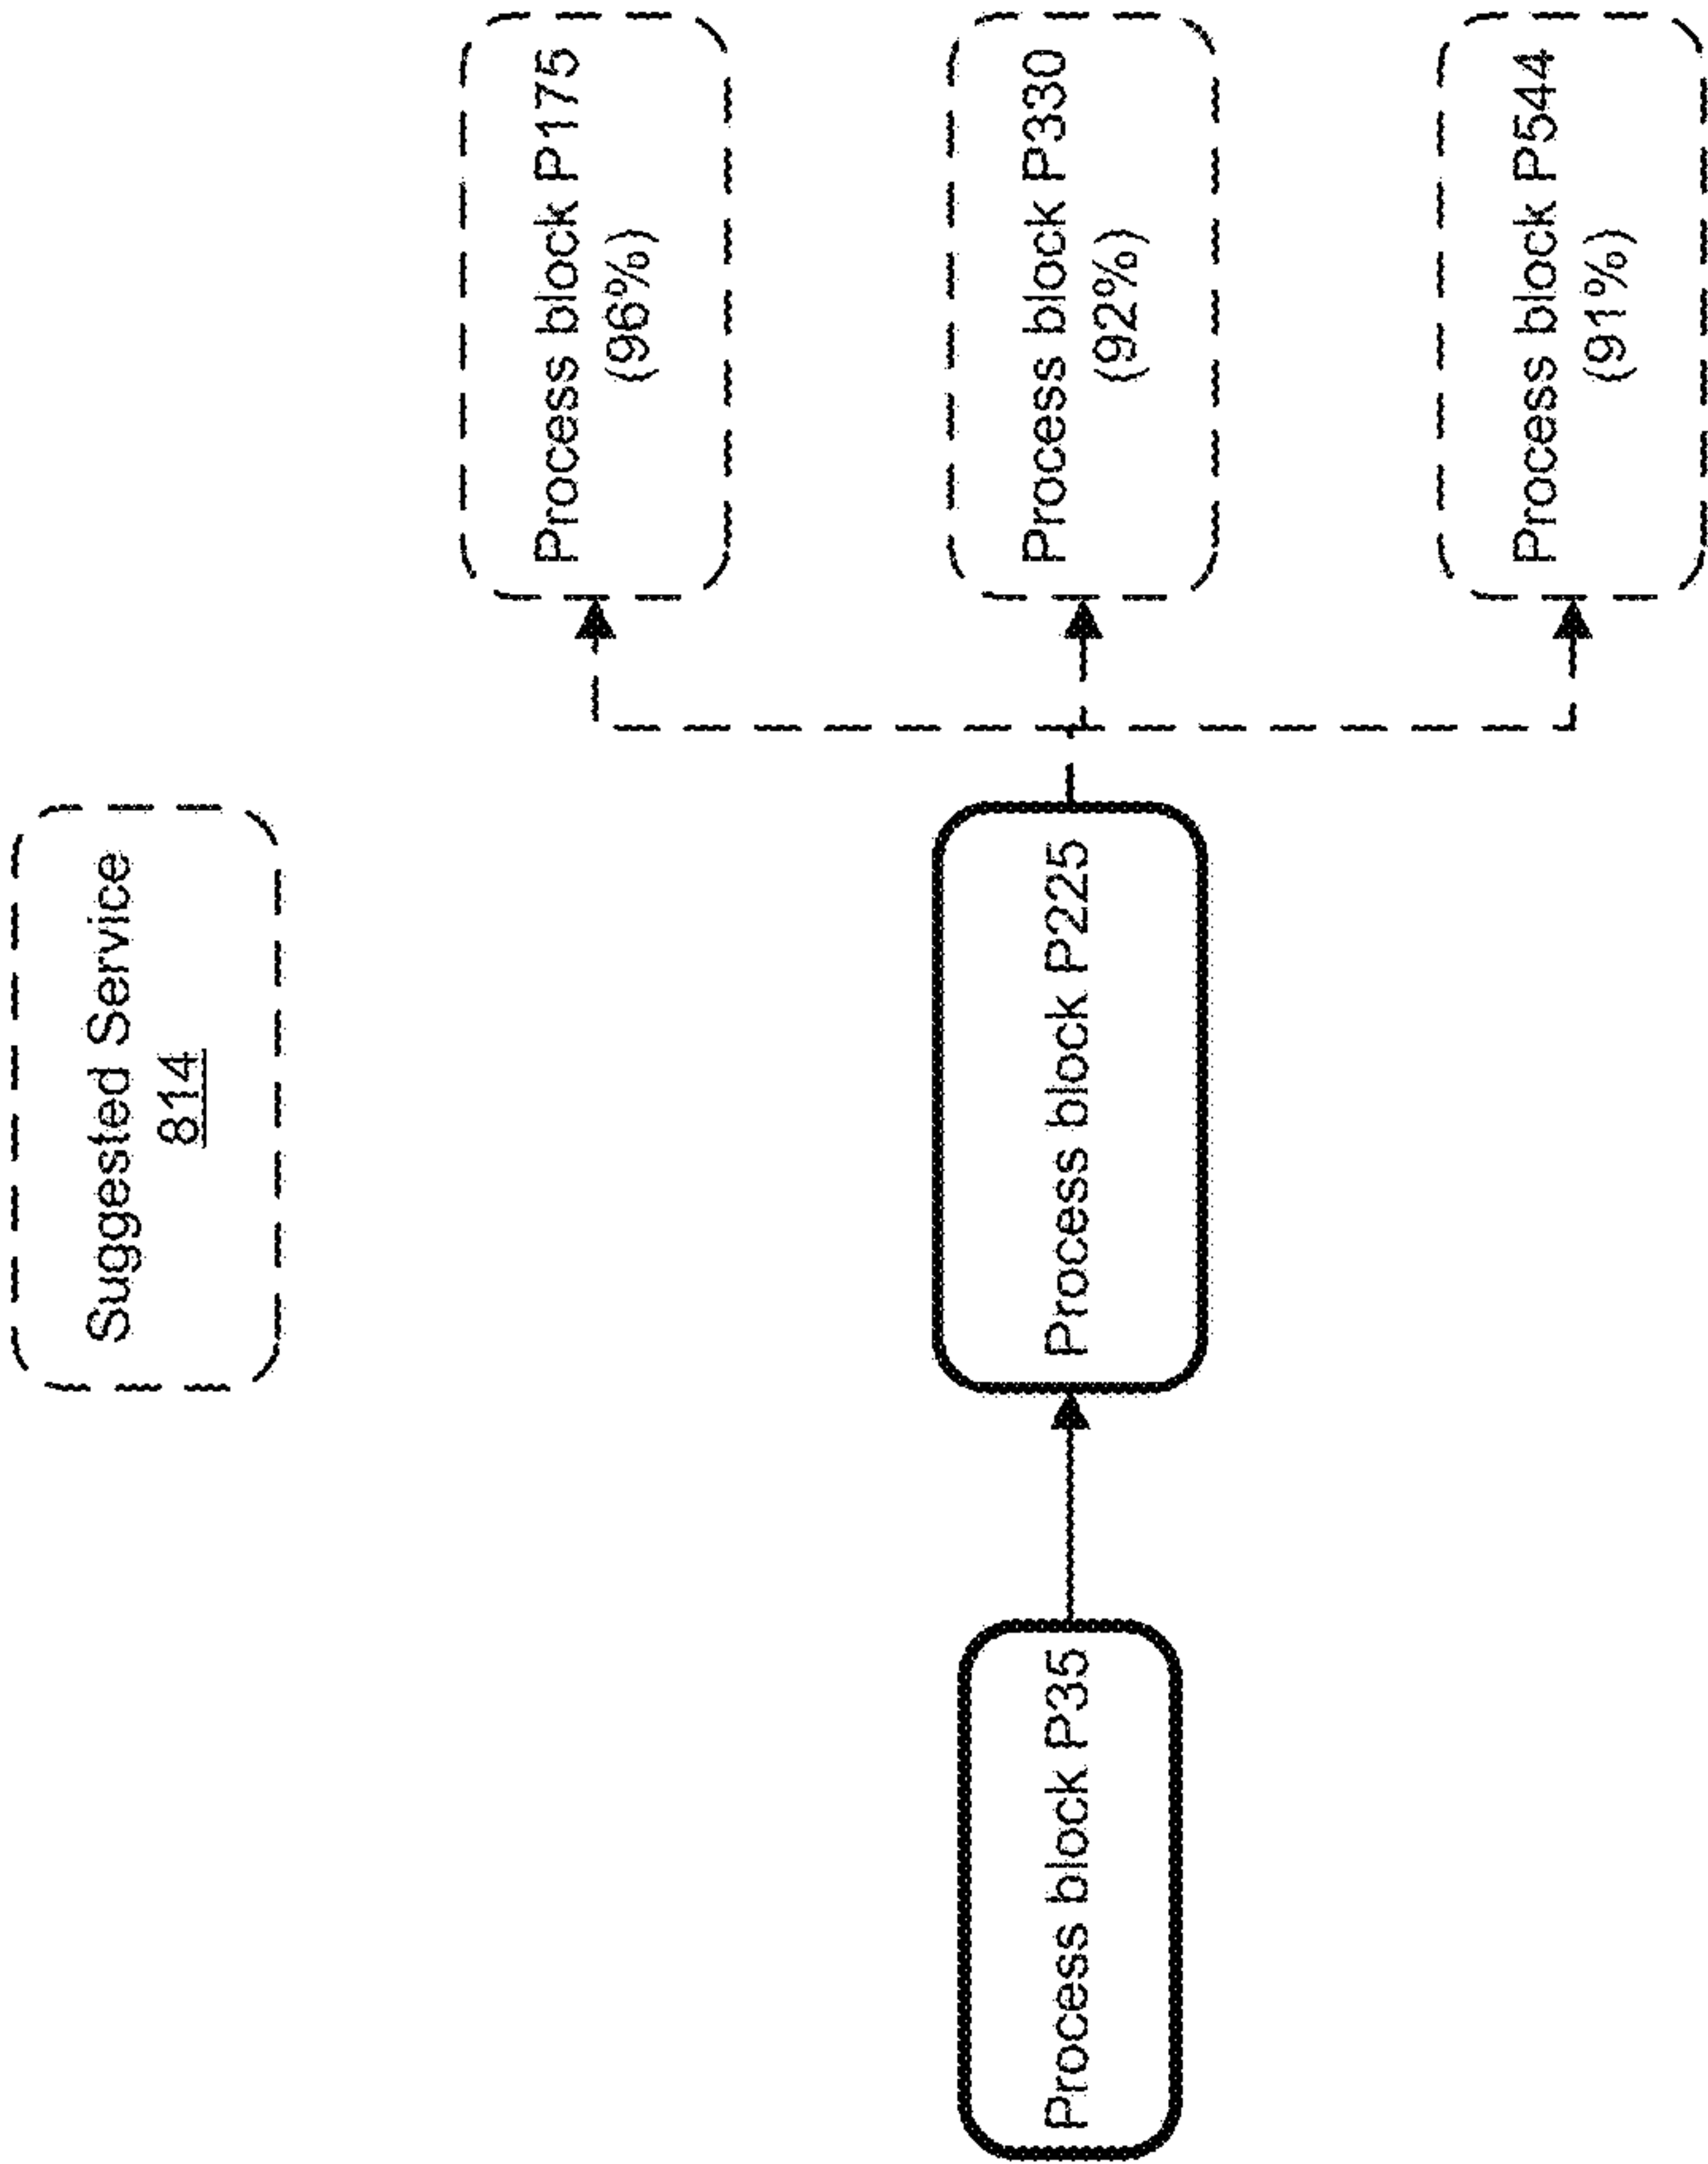 Suggested Service
814
Process block P35
Process block P225
Process block P175
(96%)
Process block P330
(92%)
Process block P544
(91%)